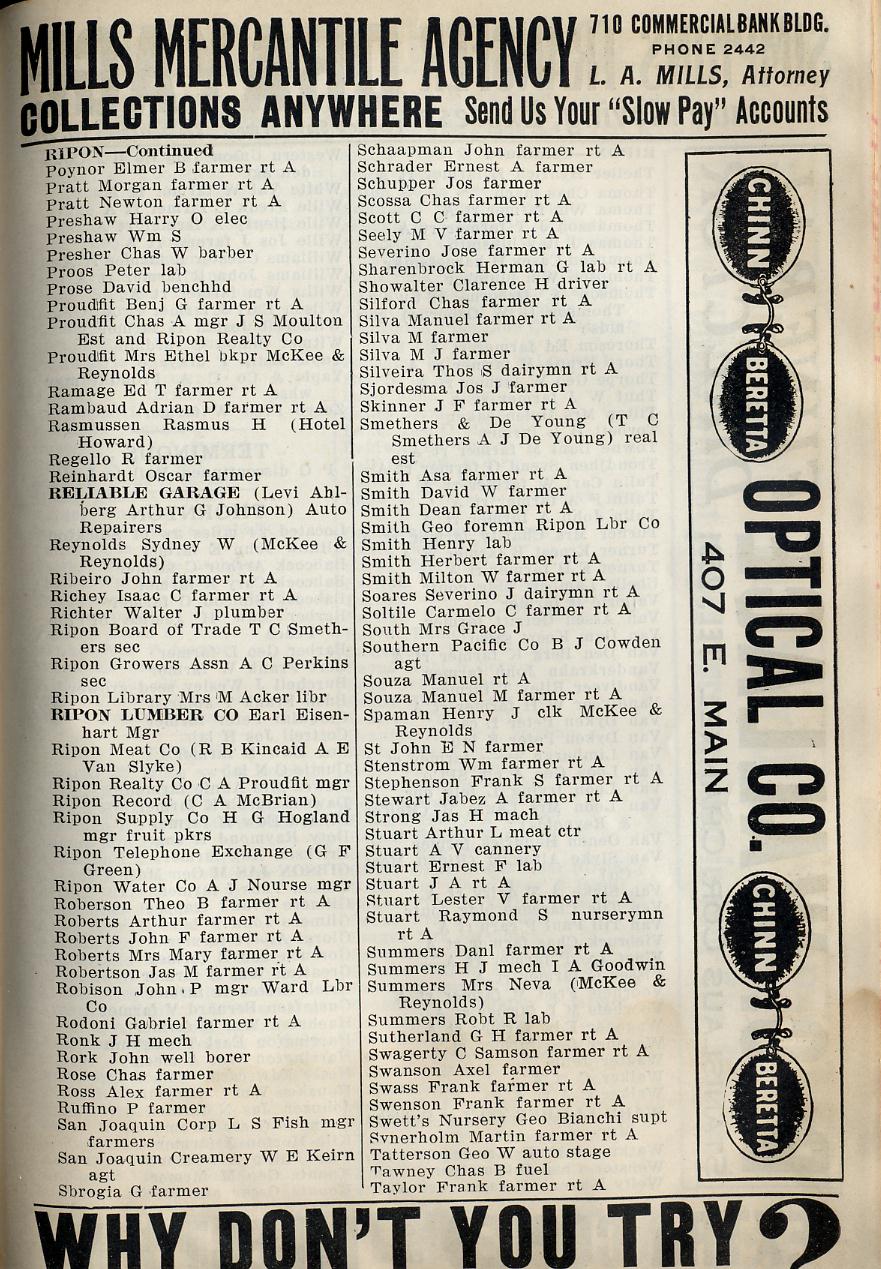 MILLS MERCANTILE AGENCY
710 COMMERCIAL BANK BLDG.
PHONE 2442
L. A. MILLS, Attorney
COLLECTIONS ANYWHERE Send Us Your "Slow Pay" Accounts
RIPON—Continued
Poynor Elmer B farmer rt A
Pratt Morgan farmer rt A
Pratt Newton farmer rt A
Preshaw Harry O elec
Preshaw Wm S
Presher Chas W barber
Proos Peter lab
Prose David benchhd
Proudfit Benj G farmer rt A
Proudfit Chas A mgr J S Moulton
Est and Ripon Realty Co
Proudfit Mrs Ethel bkpr McKee &
Reynolds
Ramage Ed T farmer rt A
Rambaud Adrian D farmer rt A
Rasmussen Rasmus H (Hotel
Howard)
Regello R farmer
Reinhardt Oscar farmer
RELIABLE GARAGE (Levi Ahl-
berg Arthur G Johnson) Auto
Repairers
Reynolds Sydney W (McKee &
Reynolds)
Ribeiro John farmer rt A
Richey Isaac C farmer rt A
Richter Walter J plumber
Ripon Board of Trade T C Smeth-
ers sec
Ripon Growers Assn A C Perkins
sec
Ripon Library Mrs M Acker libr
RIPON LUMBER CO Earl Eisen-
hart Mgr
Ripon Meat Co (R B Kincaid A E
Van Slyke)
Ripon Realty Co C A Proudfit mgr
Ripon Record (C A McBrian)
Ripon Supply Co H G Hogland
mgr fruit pkrs
Ripon Telephone Exchange (G F
Green)
Ripon Water Co A J Nourse mgr
Roberson Theo B farmer rt A
Roberts Arthur farmer rt A
Roberts John F farmer rt A
Roberts Mrs Mary farmer rt A
Robertson Jas M farmer rt A
Robison John P mgr Ward Lbr
Co
Rodoni Gabriel farmer rt A
Ronk J H mech
Rork John well borer
Rose Chas farmer
Ross Alex farmer rt A
Ruffino P farmer
San Joaquin Corp L S Fish mgr
farmers
San Joaquin Creamery W E Keirn
agt
Sbrogia G farmer
Schaapman John farmer rt A
Schrader Ernest A farmer
Schupper Jos farmer
Scossa Chas farmer rt A
Scott C C farmer rt A
Seely M V farmer rt A
Severino Jose farmer rt A
Sharenbrock Herman G lab rt A
Showalter Clarence H driver
Silford Chas farmer rt A
Silva Manuel farmer rt A
Silva M farmer
Silva M J farmer
Silveira Thos S dairymn rt A
Sjordesma Jos J farmer
Skinner J F farmer rt A
Smethers & De Young (T C
Smethers A J De Young) real
est
Smith Asa farmer rt A
Smith David W farmer
Smith Dean farmer rt A
Smith Geo foremn Ripon Lbr Co
Smith Henry lab
Smith Herbert farmer rt A
Smith Milton W farmer rt A
Soares Severino J dairymn rt A
Soltile Carmelo C farmer rt A
South Mrs Grace J
Southern Pacific Co B J Cowden
agt
Souza Manuel rt A
Souza Manuel M farmer rt A
Spaman Henry J clk McKee &
Reynolds
St John E N farmer
Stenstrom Wm farmer rt A
Stephenson Frank S farmer rt A
Stewart Jabez A farmer rt A
Strong Jas H mach
Stuart Arthur L meat ctr
Stuart A V cannery
Stuart Ernest F lab
Stuart J A rt A
Stuart Lester V farmer rt A
Stuart Raymond S nurserymn
rt A
Summers Danl farmer rt A
Summers H J mech I A Goodwin
Summers Mrs Neva (McKee &
Reynolds)
Summers Robt R lab
Sutherland G H farmer rt A
Swagerty C Samson farmer rt A
Swanson Axel farmer
Swass Frank farmer rt A
Swenson Frank farmer rt A
Swett's Nursery Geo Bianchi supt
Synerholm Martin farmer rt A
Tatterson Geo W auto stage
Tawney Chas B fuel
Taylor Frank farmer rt A
CHINN BERETTA
OPTICAL CO.
407 E. MAIN
CHINN BERETTA
WHY DON'T YOU TRY?